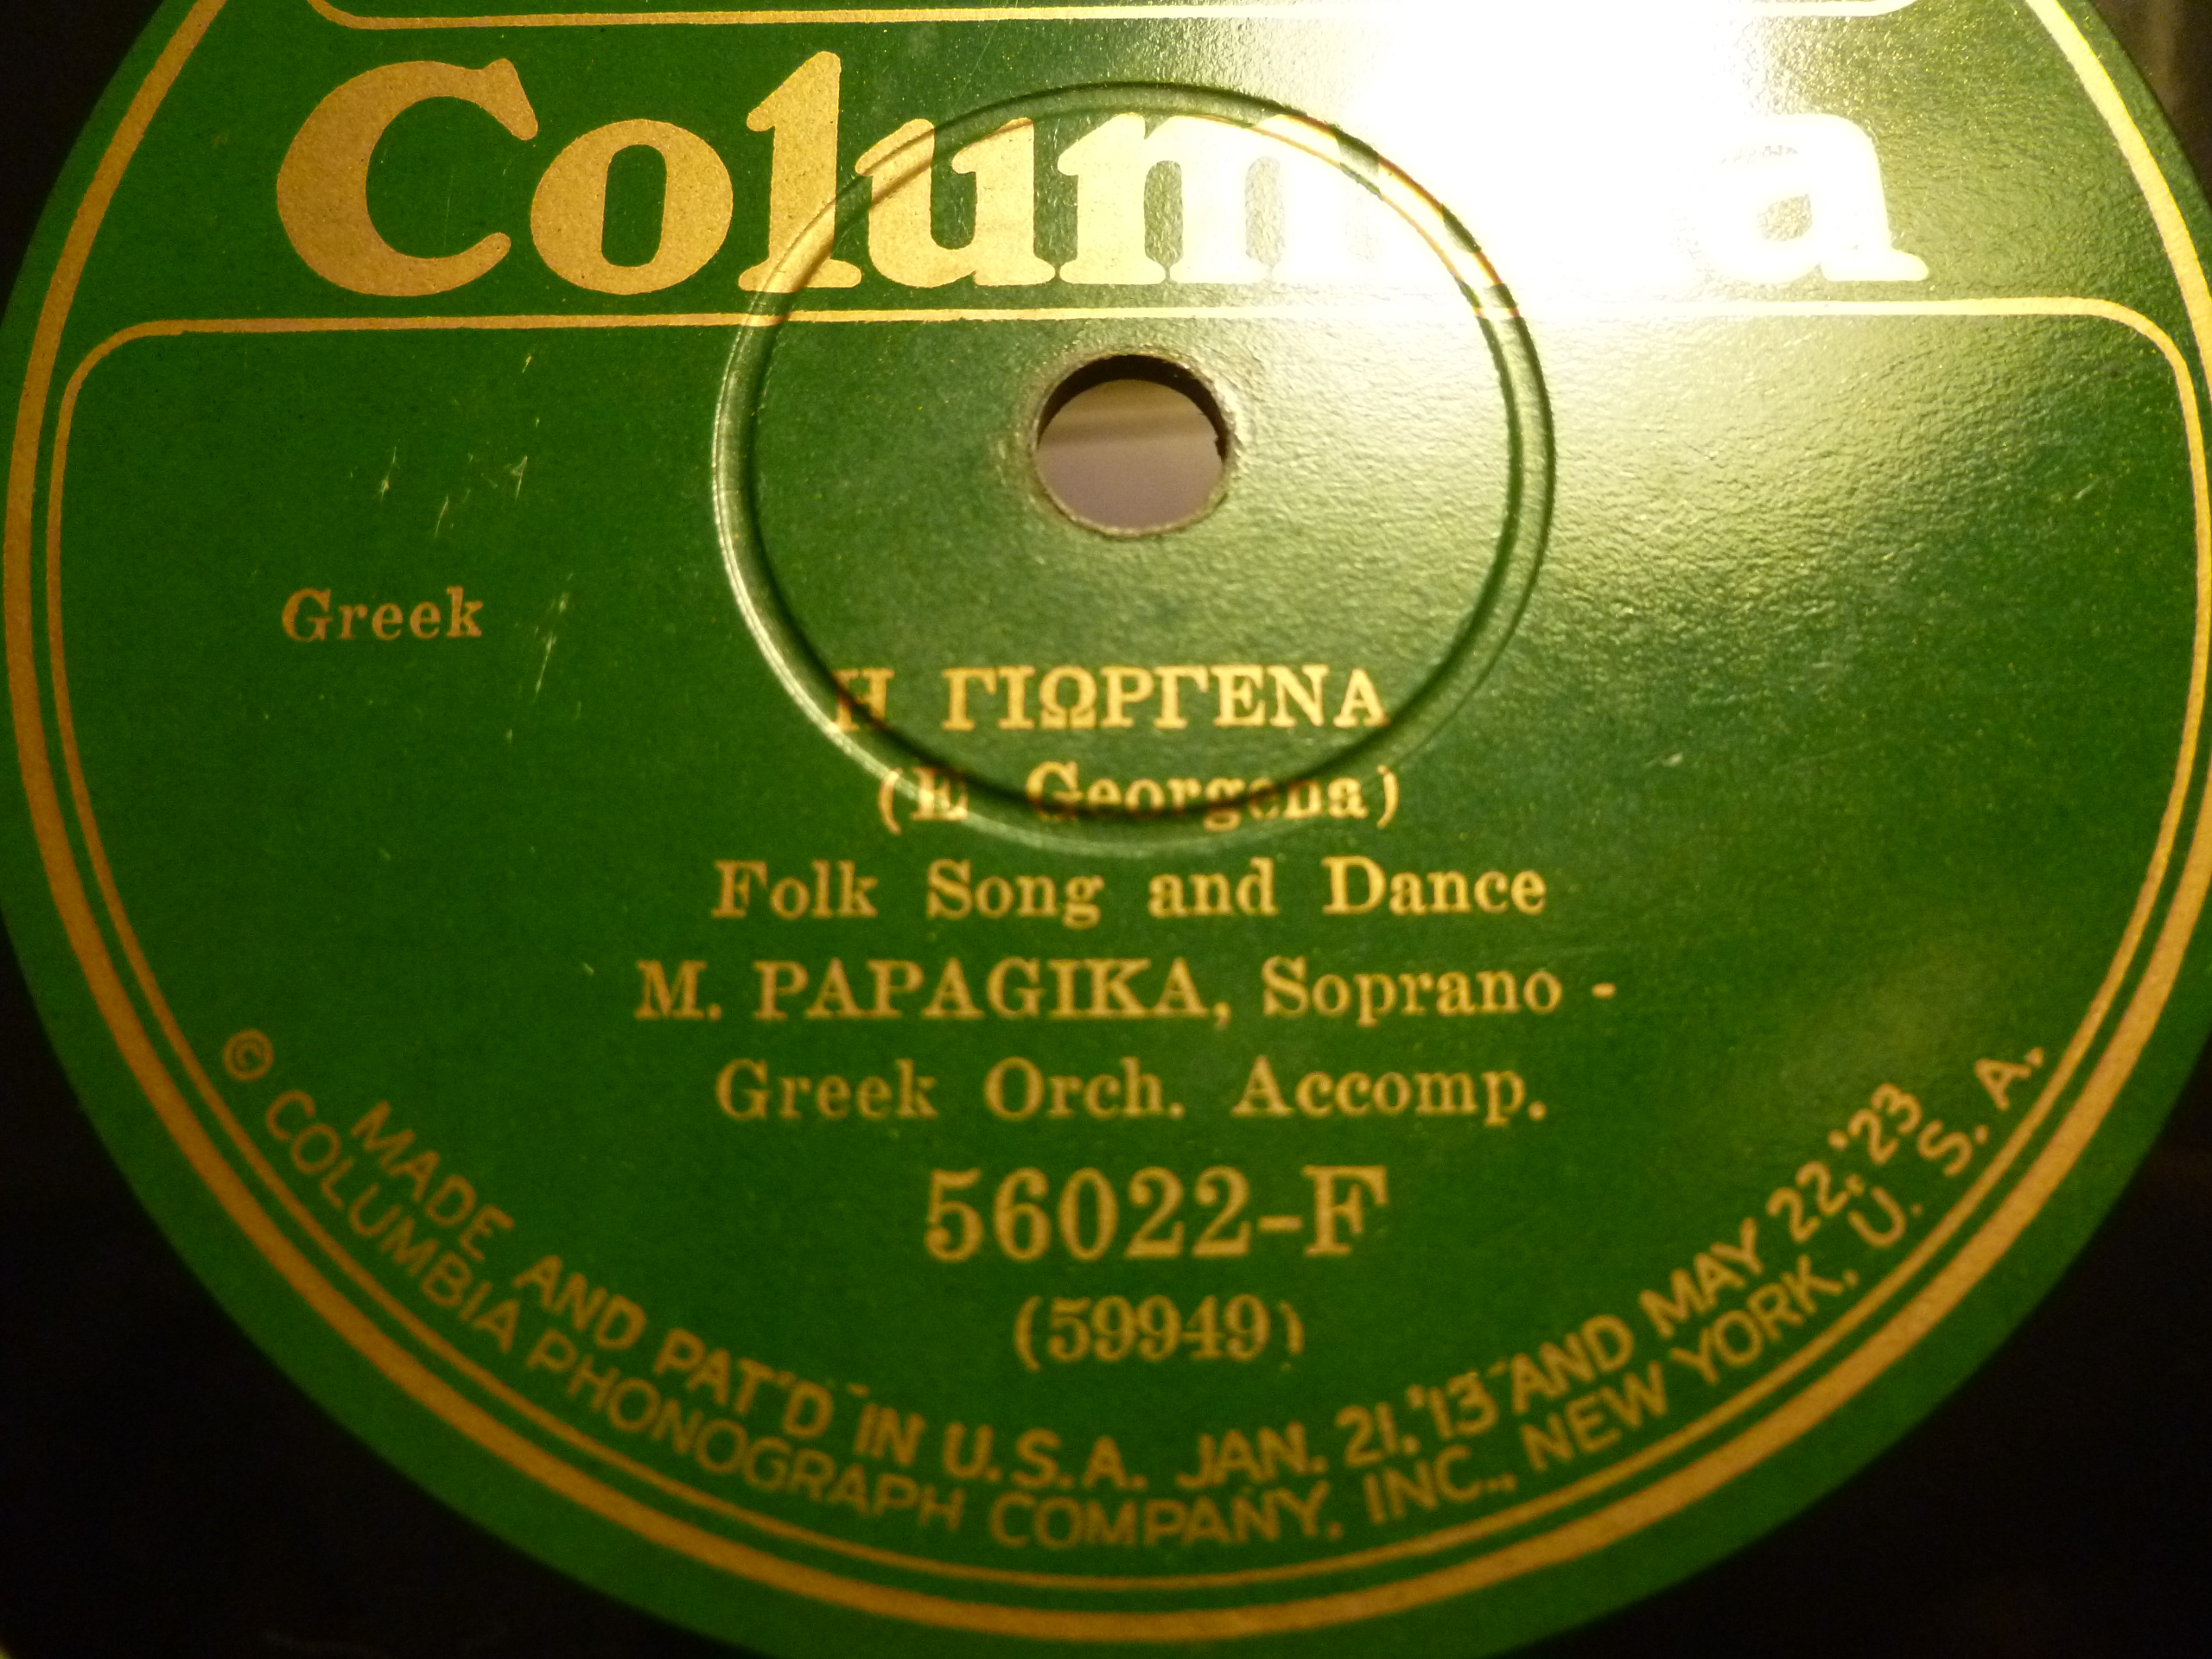 Columbia
Greek
Η ΓΙΩΡΓΕΝΑ
(E Georgena)
Folk Song and Dance
M. PAPAGIKA, Soprano -
Greek Orch. Accomp.
56022-F
(59949)
MADE AND PAT'D IN U.S.A. JAN. 21, '13 AND MAY 22, '23
© COLUMBIA PHONOGRAPH COMPANY, INC., NEW YORK, U. S. A.